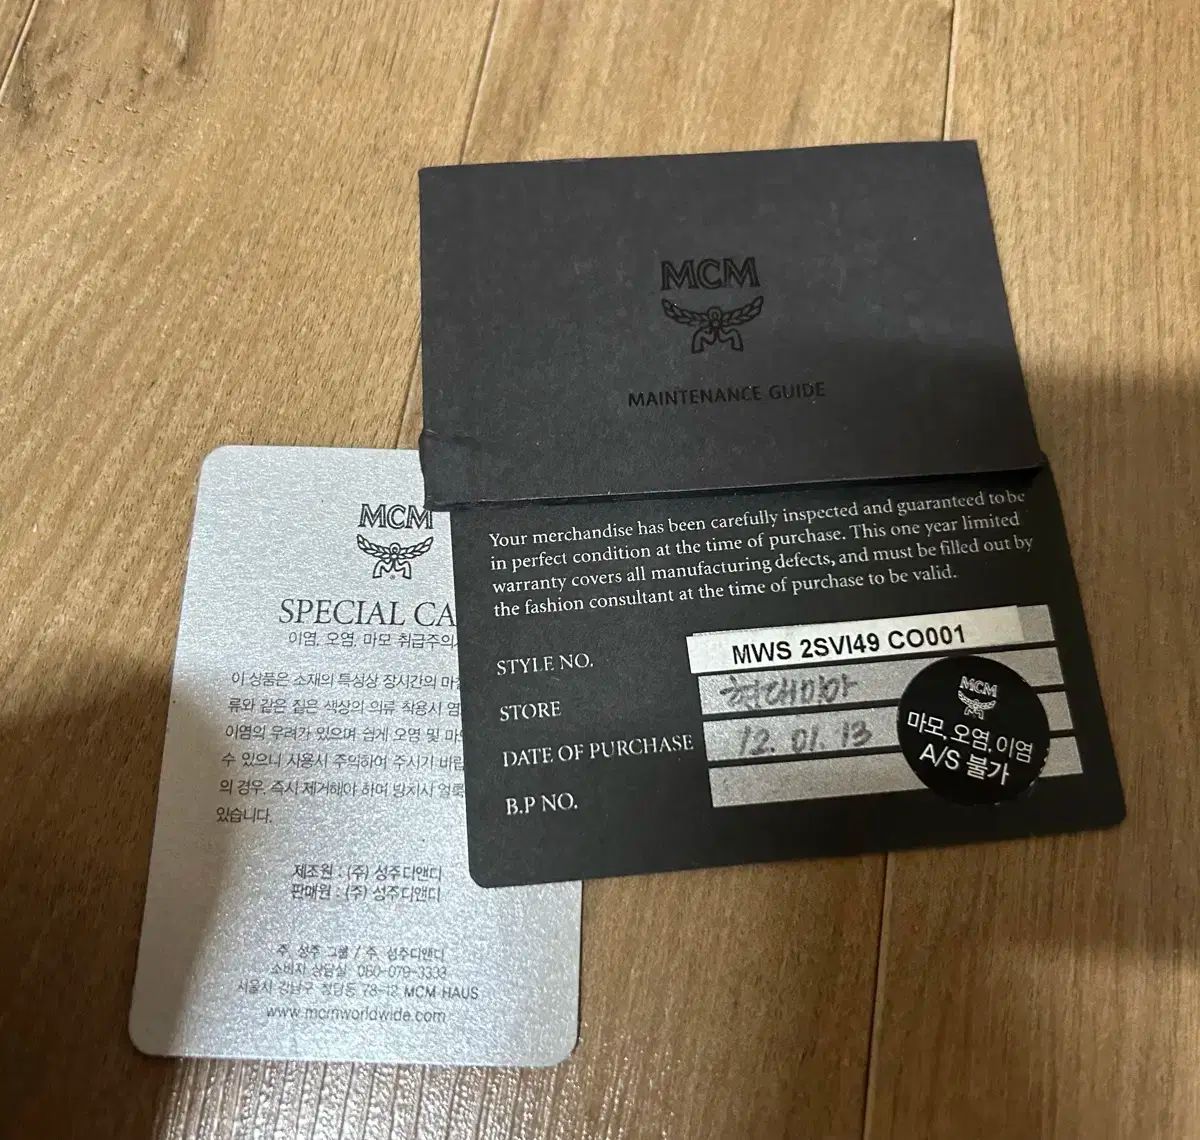 MCM
MAINTENANCE GUIDE
Your merchandise has been carefully inspected and guaranteed to be
in perfect condition at the time of purchase. This one year limited
warranty covers all manufacturing defects, and must be filled out by
the fashion consultant at the time of purchase to be valid.
STYLE NO. MWS 2SVI49 CO001
STORE 현대미아
DATE OF PURCHASE 12. 01. 13
B.P NO.
MCM
마모, 오염, 이염
A/S 불가
MCM
SPECIAL CA
이염, 오염, 마모 취급주의
이 상품은 소재의 특성상 장시간의 마
류와 같은 짙은 색상의 의류 착용시 염
이염의 우려가 있으며 쉽게 오염 및 마
수 있으니 사용시 주의하여 주시기 바랍
의 경우, 즉시 제거해야 하며 방치시 얼룩
있습니다.
제조원 : (주) 성주디앤디
판매원 : (주) 성주디앤디
주 성주 그룹 / 주 성주디앤디
소비자 상담실 080-079-3333
서울시 강남구 청담동 78-12 MCM HAUS
www.mcmworldwide.com